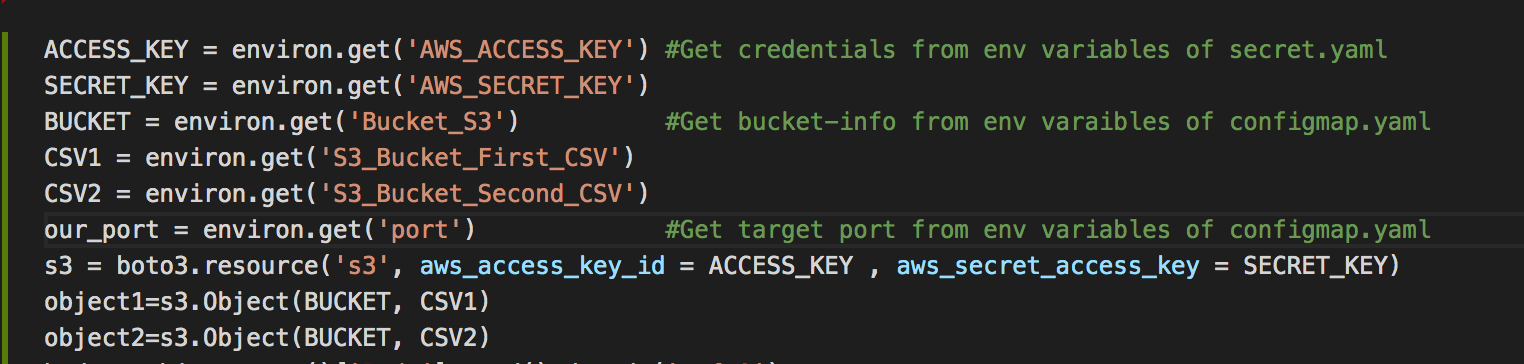 ACCESS_KEY = environ.get('AWS_ACCESS_KEY') #Get credentials from env variables of secret.yaml
SECRET_KEY = environ.get('AWS_SECRET_KEY')
BUCKET = environ.get('Bucket_S3') #Get bucket-info from env varaibles of configmap.yaml
CSV1 = environ.get('S3_Bucket_First_CSV')
CSV2 = environ.get('S3_Bucket_Second_CSV')
our_port = environ.get('port') #Get target port from env variables of configmap.yaml
s3 = boto3.resource('s3', aws_access_key_id = ACCESS_KEY , aws_secret_access_key = SECRET_KEY)
object1=s3.Object(BUCKET, CSV1)
object2=s3.Object(BUCKET, CSV2)